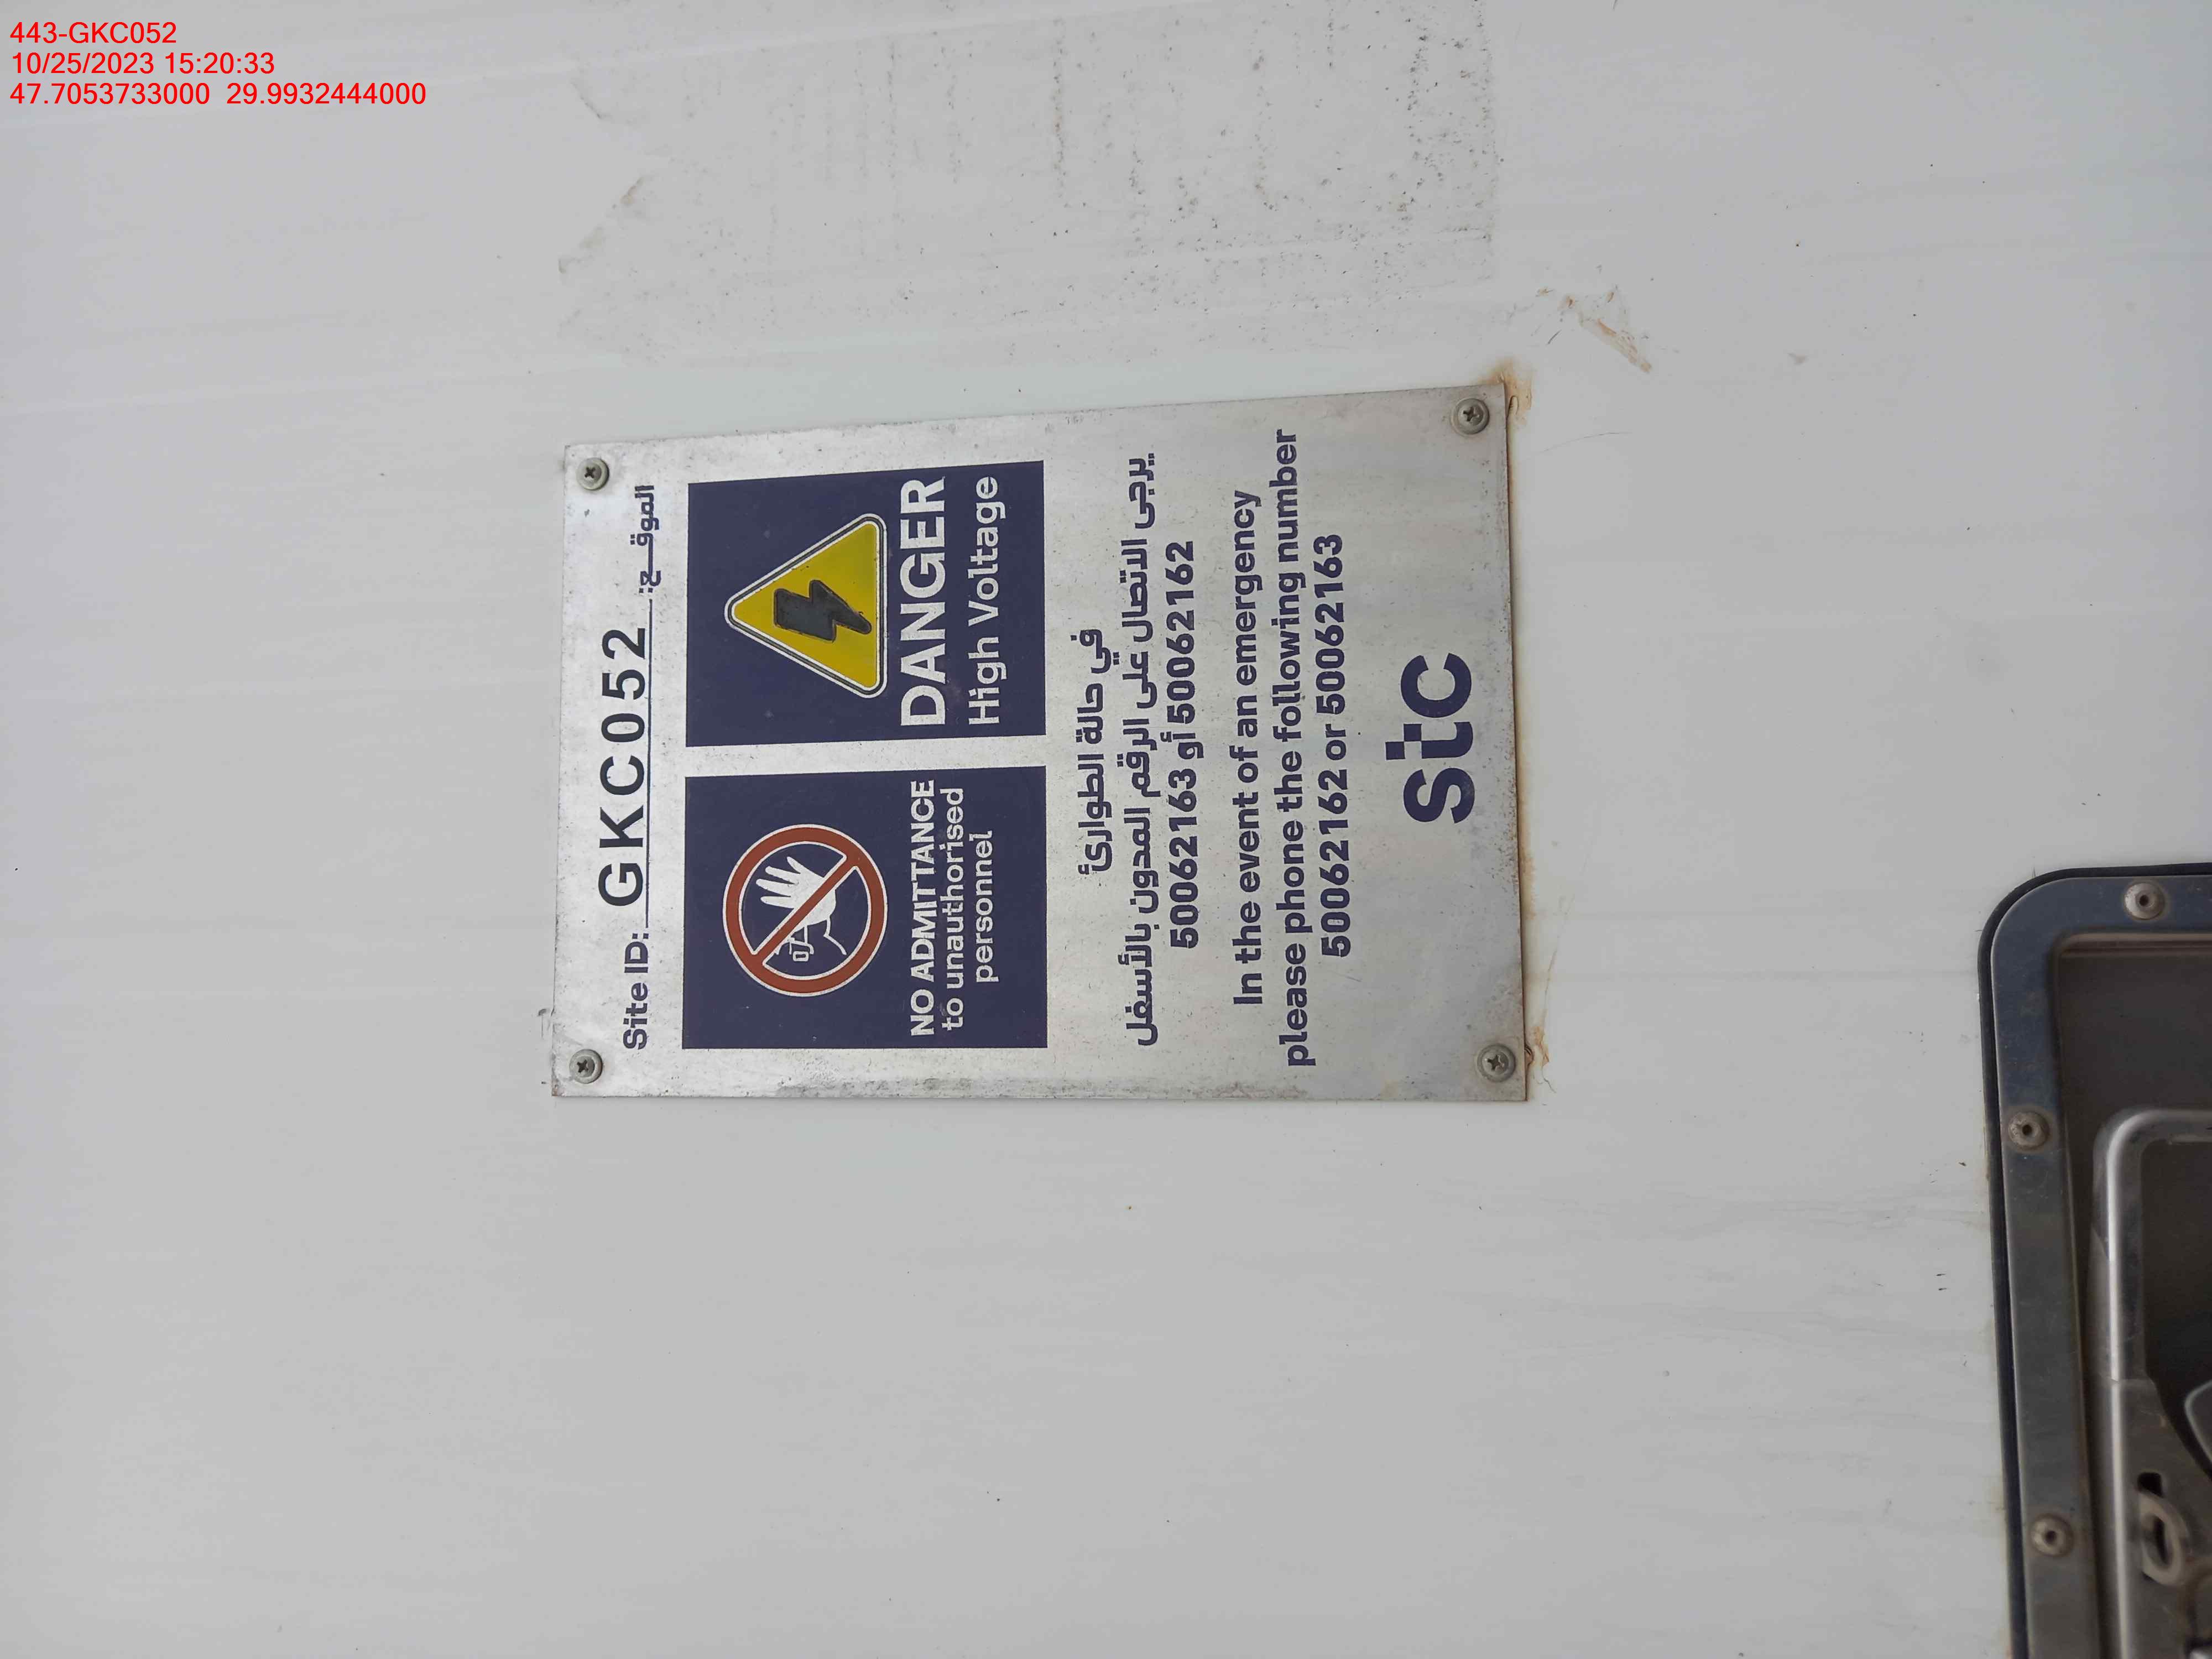 443-GKC052
10/25/2023 15:20:33
47.7053733000 29.9932444000
Site ID: GKC052 الموقـــع:
NO ADMITTANCE
to unauthorised
personnel
DANGER
High Voltage
في حالة الطوارئ
يرجى الاتصال على الرقم المدون بالأسفل
50062162 أو 50062163
In the event of an emergency
please phone the following number
50062162 or 50062163
stc